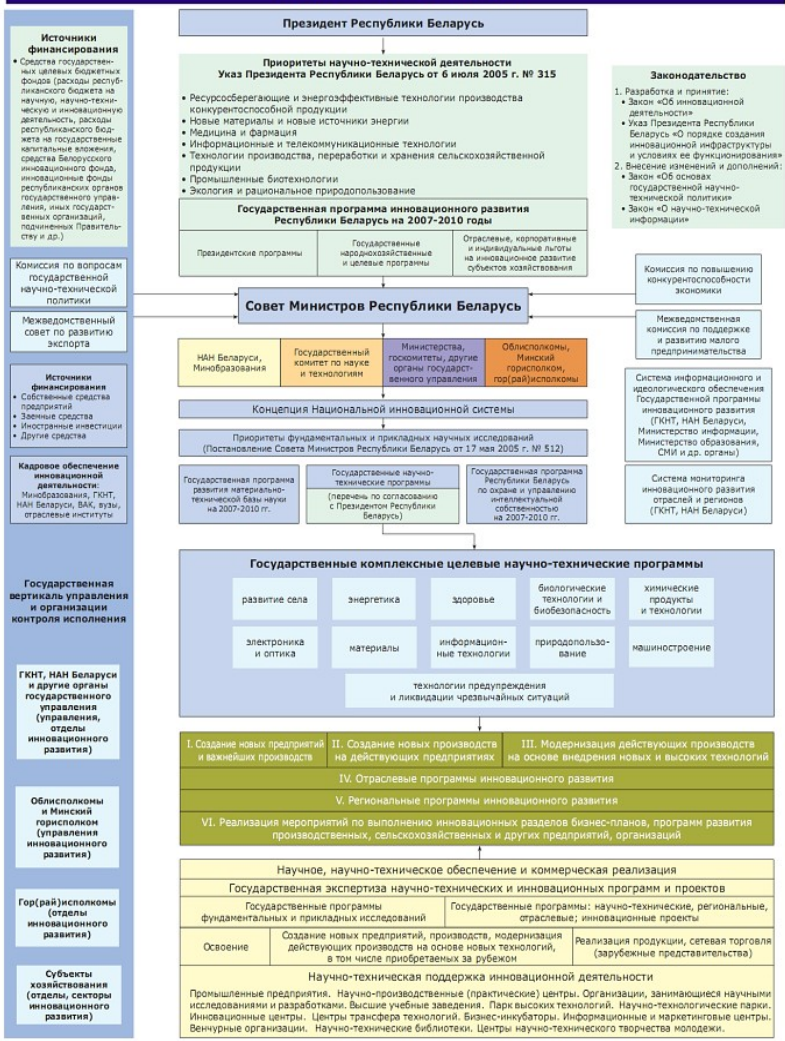 Президент Республики Беларусь
Источники
финансирования
• Средства государствен-
ных целевых бюджетных
фондов (расходы респу-
бликанского бюджета на
научную, научно-техниче-
скую и инновационную
деятельность, расходы
республиканского бюд-
жета на государственные
капитальные вложения,
средства Белорусского
инновационного фонда,
инновационные фонды
республиканских органов
государственного управ-
ления, иных государст-
венных организаций,
подчиненных Правитель-
ству и др.)
Приоритеты научно-технической деятельности
Указ Президента Республики Беларусь от 6 июля 2005 г. № 315
• Ресурсосберегающие и энергоэффективные технологии производства
конкурентоспособной продукции
• Новые материалы и новые источники энергии
• Медицина и фармация
• Информационные и телекоммуникационные технологии
• Технологии производства, переработки и хранения сельскохозяйственной
продукции
• Промышленные биотехнологии
• Экология и рациональное природопользование
Законодательство
1. Разработка и принятие:
• Закон «Об инновационной
деятельности»
• Указ Президента Республики
Беларусь «О порядке создания
инновационной инфраструктуры
и условиях ее функционирования»
2. Внесение изменений и дополнений:
• Закон «Об основах
государственной научно-
технической политики»
• Закон «О научно-технической
информации»
Государственная программа инновационного развития
Республики Беларусь на 2007-2010 годы
Президентские программы
Государственные
народнохозяйственные
и целевые программы
Отраслевые, корпоративные
и индивидуальные льготы
на инновационное развитие
субъектов хозяйствования
Комиссия по вопросам
государственной
научно-технической
политики
Межведомственный
совет по развитию
экспорта
Совет Министров Республики Беларусь
Комиссия по повышению
конкурентоспособности
экономики
Межведомственная
комиссия по поддержке
и развитию малого
предпринимательства
НАН Беларуси,
Минобразования
Государственный
комитет по науке
и технологиям
Министерства,
госкомитеты, другие
органы государст-
венного управления
Облисполкомы,
Минский
горисполком,
гор(рай)исполкомы
Источники
финансирования
• Собственные средства
предприятий
• Заемные средства
• Иностранные инвестиции
• Другие средства
Концепция Национальной инновационной системы
Приоритеты фундаментальных и прикладных научных исследований
(Постановление Совета Министров Республики Беларусь от 17 мая 2005 г. № 512)
Система информационного и
идеологического обеспечения
Государственной программы
инновационного развития
(ГКНТ, НАН Беларуси,
Министерство информации,
Министерство образования,
СМИ и др. органы)
Кадровое обеспечение
инновационной
деятельности:
Минобразования, ГКНТ,
НАН Беларуси, ВАК, вузы,
отраслевые институты
Государственная программа
развития материально-
технической базы науки
на 2007-2010 гг.
Государственные научно-
технические программы
(перечень по согласованию
с Президентом Республики
Беларусь)
Государственная программа
Республики Беларусь
по охране и управлению
интеллектуальной
собственностью
на 2007-2010 гг.
Система мониторинга
инновационного развития
отраслей и регионов
(ГКНТ, НАН Беларуси)
Государственная
вертикаль управления
и организации
контроля исполнения
Государственные комплексные целевые научно-технические программы
развитие села
энергетика
здоровье
биологические
технологии и
биобезопасность
химические
продукты
и технологии
электроника
и оптика
материалы
информацион-
ные технологии
природопользо-
вание
машиностроение
технологии предупреждения
и ликвидации чрезвычайных ситуаций
ГКНТ, НАН Беларуси
и другие органы
государственного
управления
(управления,
отделы
инновационного
развития)
I. Создание новых предприятий
и важнейших производств
II. Создание новых производств
на действующих предприятиях
III. Модернизация действующих производств
на основе внедрения новых и высоких технологий
IV. Отраслевые программы инновационного развития
V. Региональные программы инновационного развития
VI. Реализация мероприятий по выполнению инновационных разделов бизнес-планов, программ развития
производственных, сельскохозяйственных и других предприятий, организаций
Облисполкомы
и Минский
горисполком
(управления
инновационного
развития)
Гор(рай)исполкомы
(отделы
инновационного
развития)
Субъекты
хозяйствования
(отделы, секторы
инновационного
развития)
Научное, научно-техническое обеспечение и коммерческая реализация
Государственная экспертиза научно-технических и инновационных программ и проектов
Государственные программы
фундаментальных и прикладных исследований
Государственные программы: научно-технические, региональные,
отраслевые; инновационные проекты
Освоение
Создание новых предприятий, производств, модернизация
действующих производств на основе новых технологий,
в том числе приобретаемых за рубежом
Реализация продукции, сетевая торговля
(зарубежные представительства)
Научно-техническая поддержка инновационной деятельности
Промышленные предприятия. Научно-производственные (практические) центры. Организации, занимающиеся научными
исследованиями и разработками. Высшие учебные заведения. Парк высоких технологий. Научно-технологические парки.
Инновационные центры. Центры трансфера технологий. Бизнес-инкубаторы. Информационные и маркетинговые центры.
Венчурные организации. Научно-технические библиотеки. Центры научно-технического творчества молодежи.